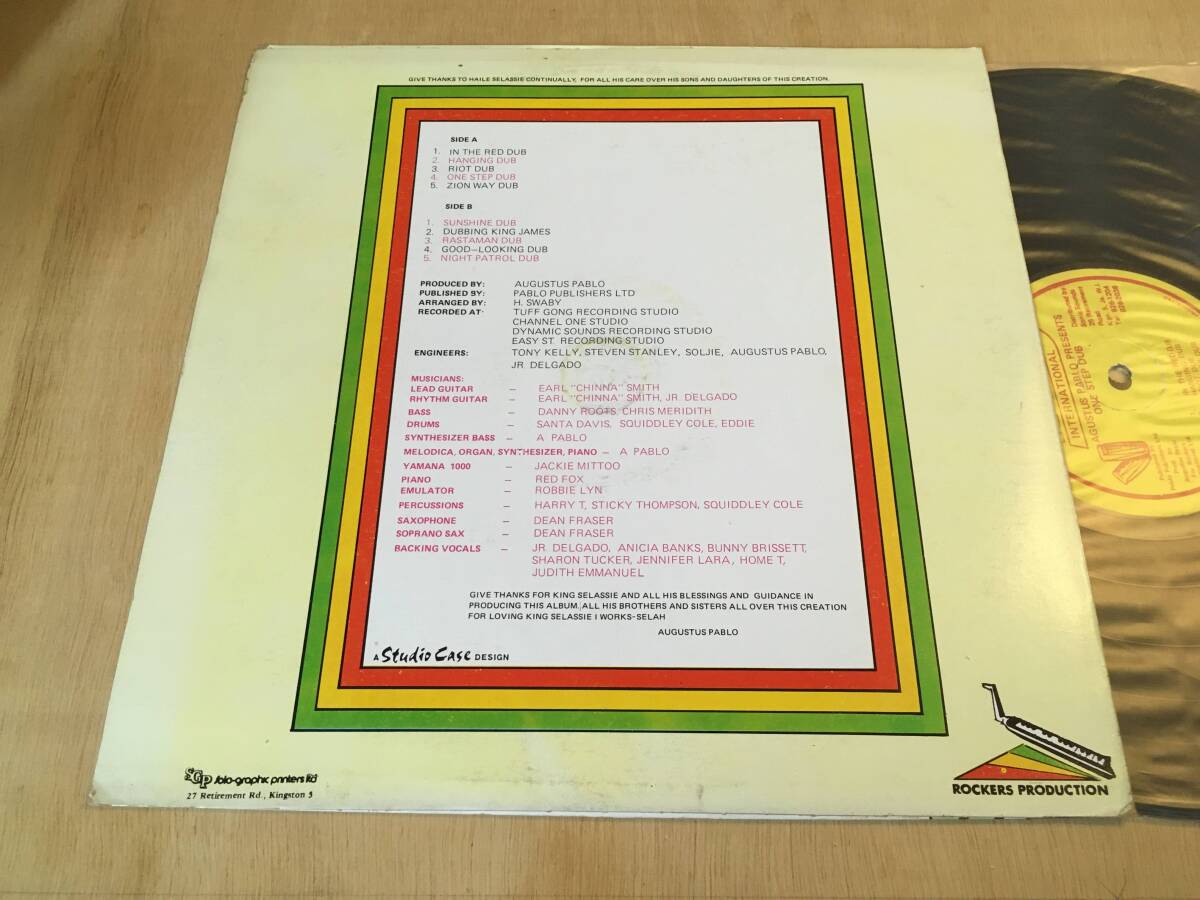 GIVE THANKS TO HAILE SELASSIE CONTINUALLY, FOR ALL HIS CARE OVER HIS SONS AND DAUGHTERS OF THIS CREATION.
SIDE A
1. IN THE RED DUB
2. HANGING DUB
3. RIOT DUB
4. ONE STEP DUB
5. ZION WAY DUB
SIDE B
1. SUNSHINE DUB
2. DUBBING KING JAMES
3. RASTAMAN DUB
4. GOOD-LOOKING DUB
5. NIGHT PATROL DUB
PRODUCED BY: AUGUSTUS PABLO
PUBLISHED BY: PABLO PUBLISHERS LTD
ARRANGED BY: H. SWABY
RECORDED AT: TUFF GONG RECORDING STUDIO
CHANNEL ONE STUDIO
DYNAMIC SOUNDS RECORDING STUDIO
EASY ST. RECORDING STUDIO
ENGINEERS: TONY KELLY, STEVEN STANLEY, SOLJIE, AUGUSTUS PABLO,
JR DELGADO
MUSICIANS:
LEAD GUITAR – EARL "CHINNA" SMITH
RHYTHM GUITAR – EARL "CHINNA" SMITH, JR. DELGADO
BASS – DANNY ROOTS, CHRIS MERIDITH
DRUMS – SANTA DAVIS, SQUIDDLEY COLE, EDDIE
SYNTHESIZER BASS – A PABLO
MELODICA, ORGAN, SYNTHESIZER, PIANO – A PABLO
YAMANA 1000 – JACKIE MITTOO
PIANO – RED FOX
EMULATOR – ROBBIE LYN
PERCUSSIONS – HARRY T, STICKY THOMPSON, SQUIDDLEY COLE
SAXOPHONE – DEAN FRASER
SOPRANO SAX – DEAN FRASER
BACKING VOCALS – JR DELGADO, ANICIA BANKS, BUNNY BRISSETT,
SHARON TUCKER, JENNIFER LARA, HOME T,
JUDITH EMMANUEL
GIVE THANKS FOR KING SELASSIE AND ALL HIS BLESSINGS AND GUIDANCE IN
PRODUCING THIS ALBUM. ALL HIS BROTHERS AND SISTERS ALL OVER THIS CREATION
FOR LOVING KING SELASSIE I WORKS-SELAH
AUGUSTUS PABLO
A Studio Case DESIGN
SGP solo-graphic printers ltd
27 Retirement Rd., Kingston 5
ROCKERS PRODUCTION
INTERNATIONAL
AGUSTUS PABLO PRESENTS
ONE STEP DUB
Distributed by